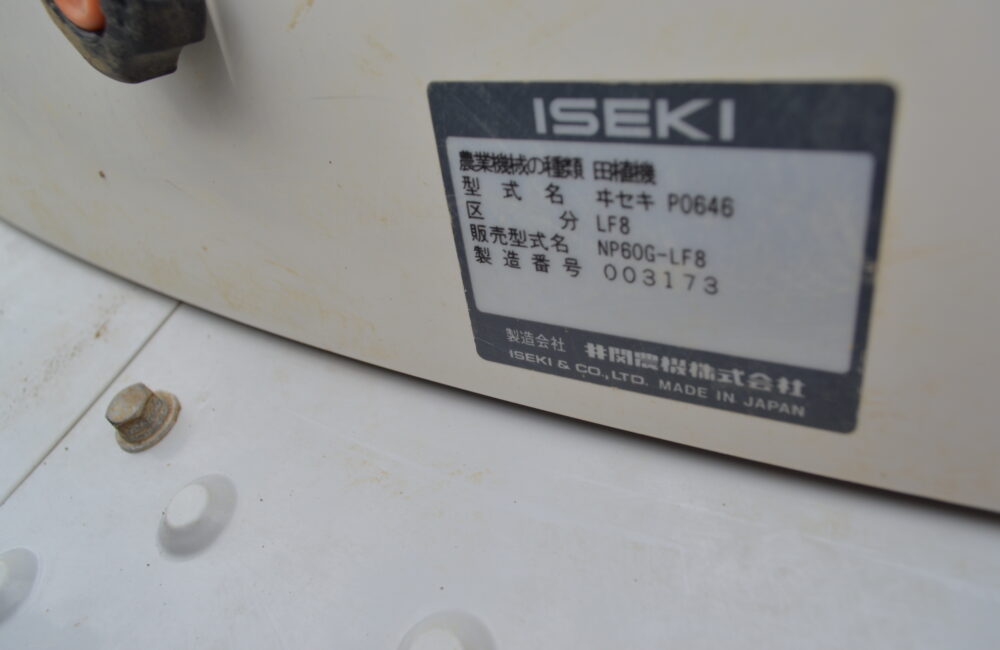 ISEKI
農業機械の種類 田植機
型式名 ヰセキ PO646
区分 LF8
販売型式名 NP60G-LF8
製造番号 003173
製造会社 井関農機株式会社
ISEKI & CO.,LTD. MADE IN JAPAN